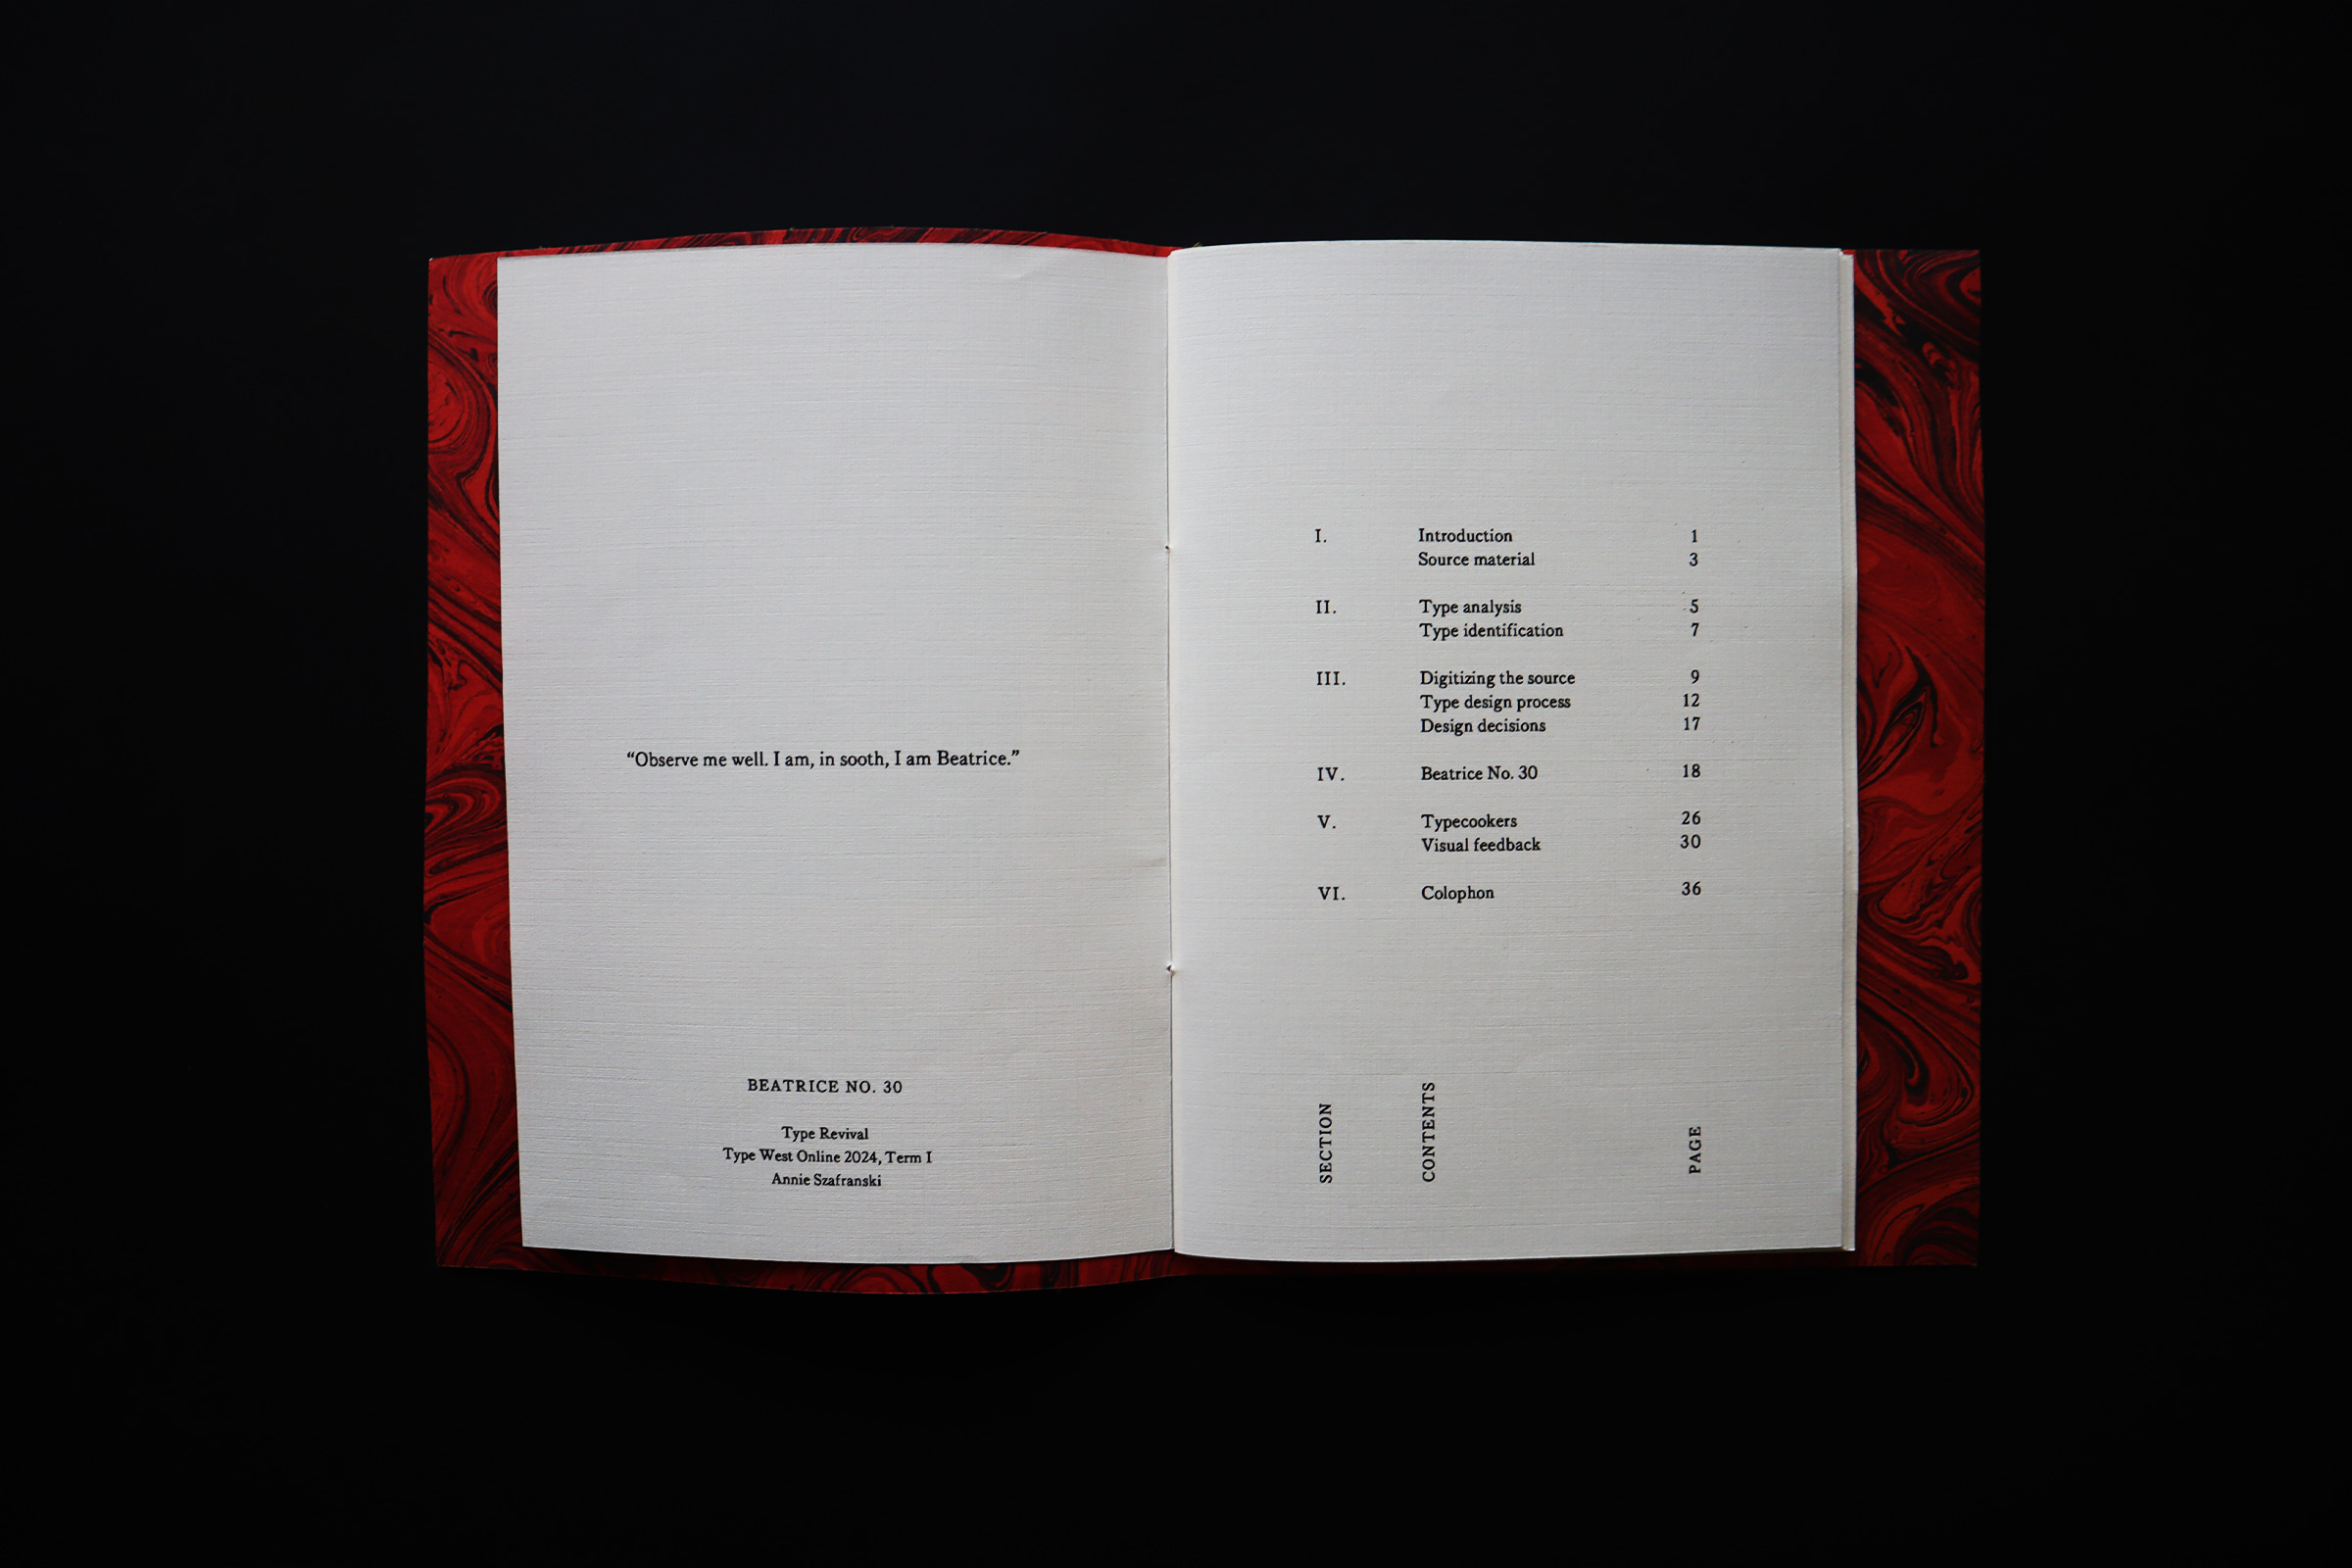 “Observe me well. I am, in sooth, I am Beatrice.”
BEATRICE NO. 30
Type Revival
Type West Online 2024, Term I
Annie Szafranski
I. Introduction 1
Source material 3
II. Type analysis 5
Type identification 7
III. Digitizing the source 9
Type design process 12
Design decisions 17
IV. Beatrice No. 30 18
V. Typecookers 26
Visual feedback 30
VI. Colophon 36
SECTION
CONTENTS
PAGE